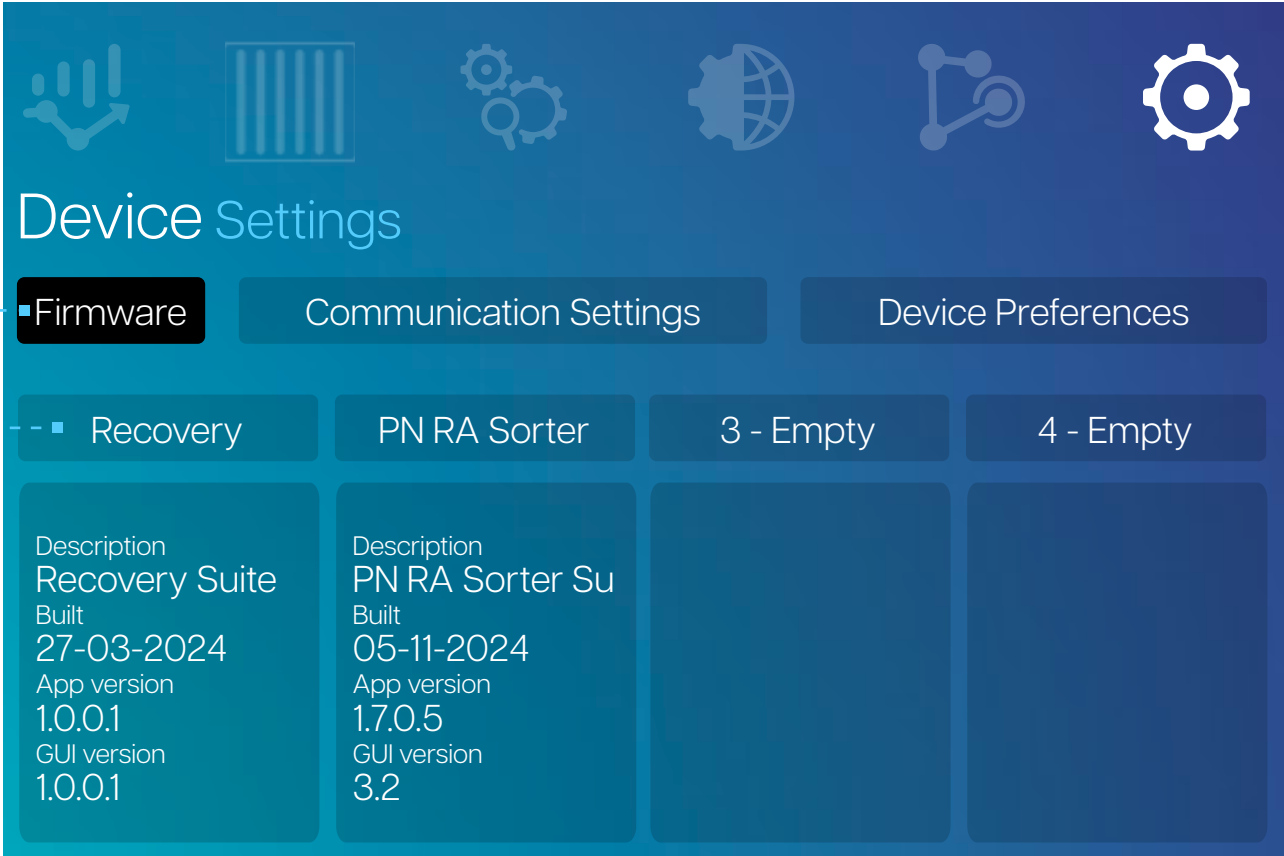 Device Settings
Firmware
Communication Settings
Device Preferences
Recovery
PN RA Sorter
3 - Empty
4 - Empty
Description
Recovery Suite
Built
27-03-2024
App version
1.0.0.1
GUI version
1.0.0.1
Description
PN RA Sorter Su
Built
05-11-2024
App version
1.7.0.5
GUI version
3.2